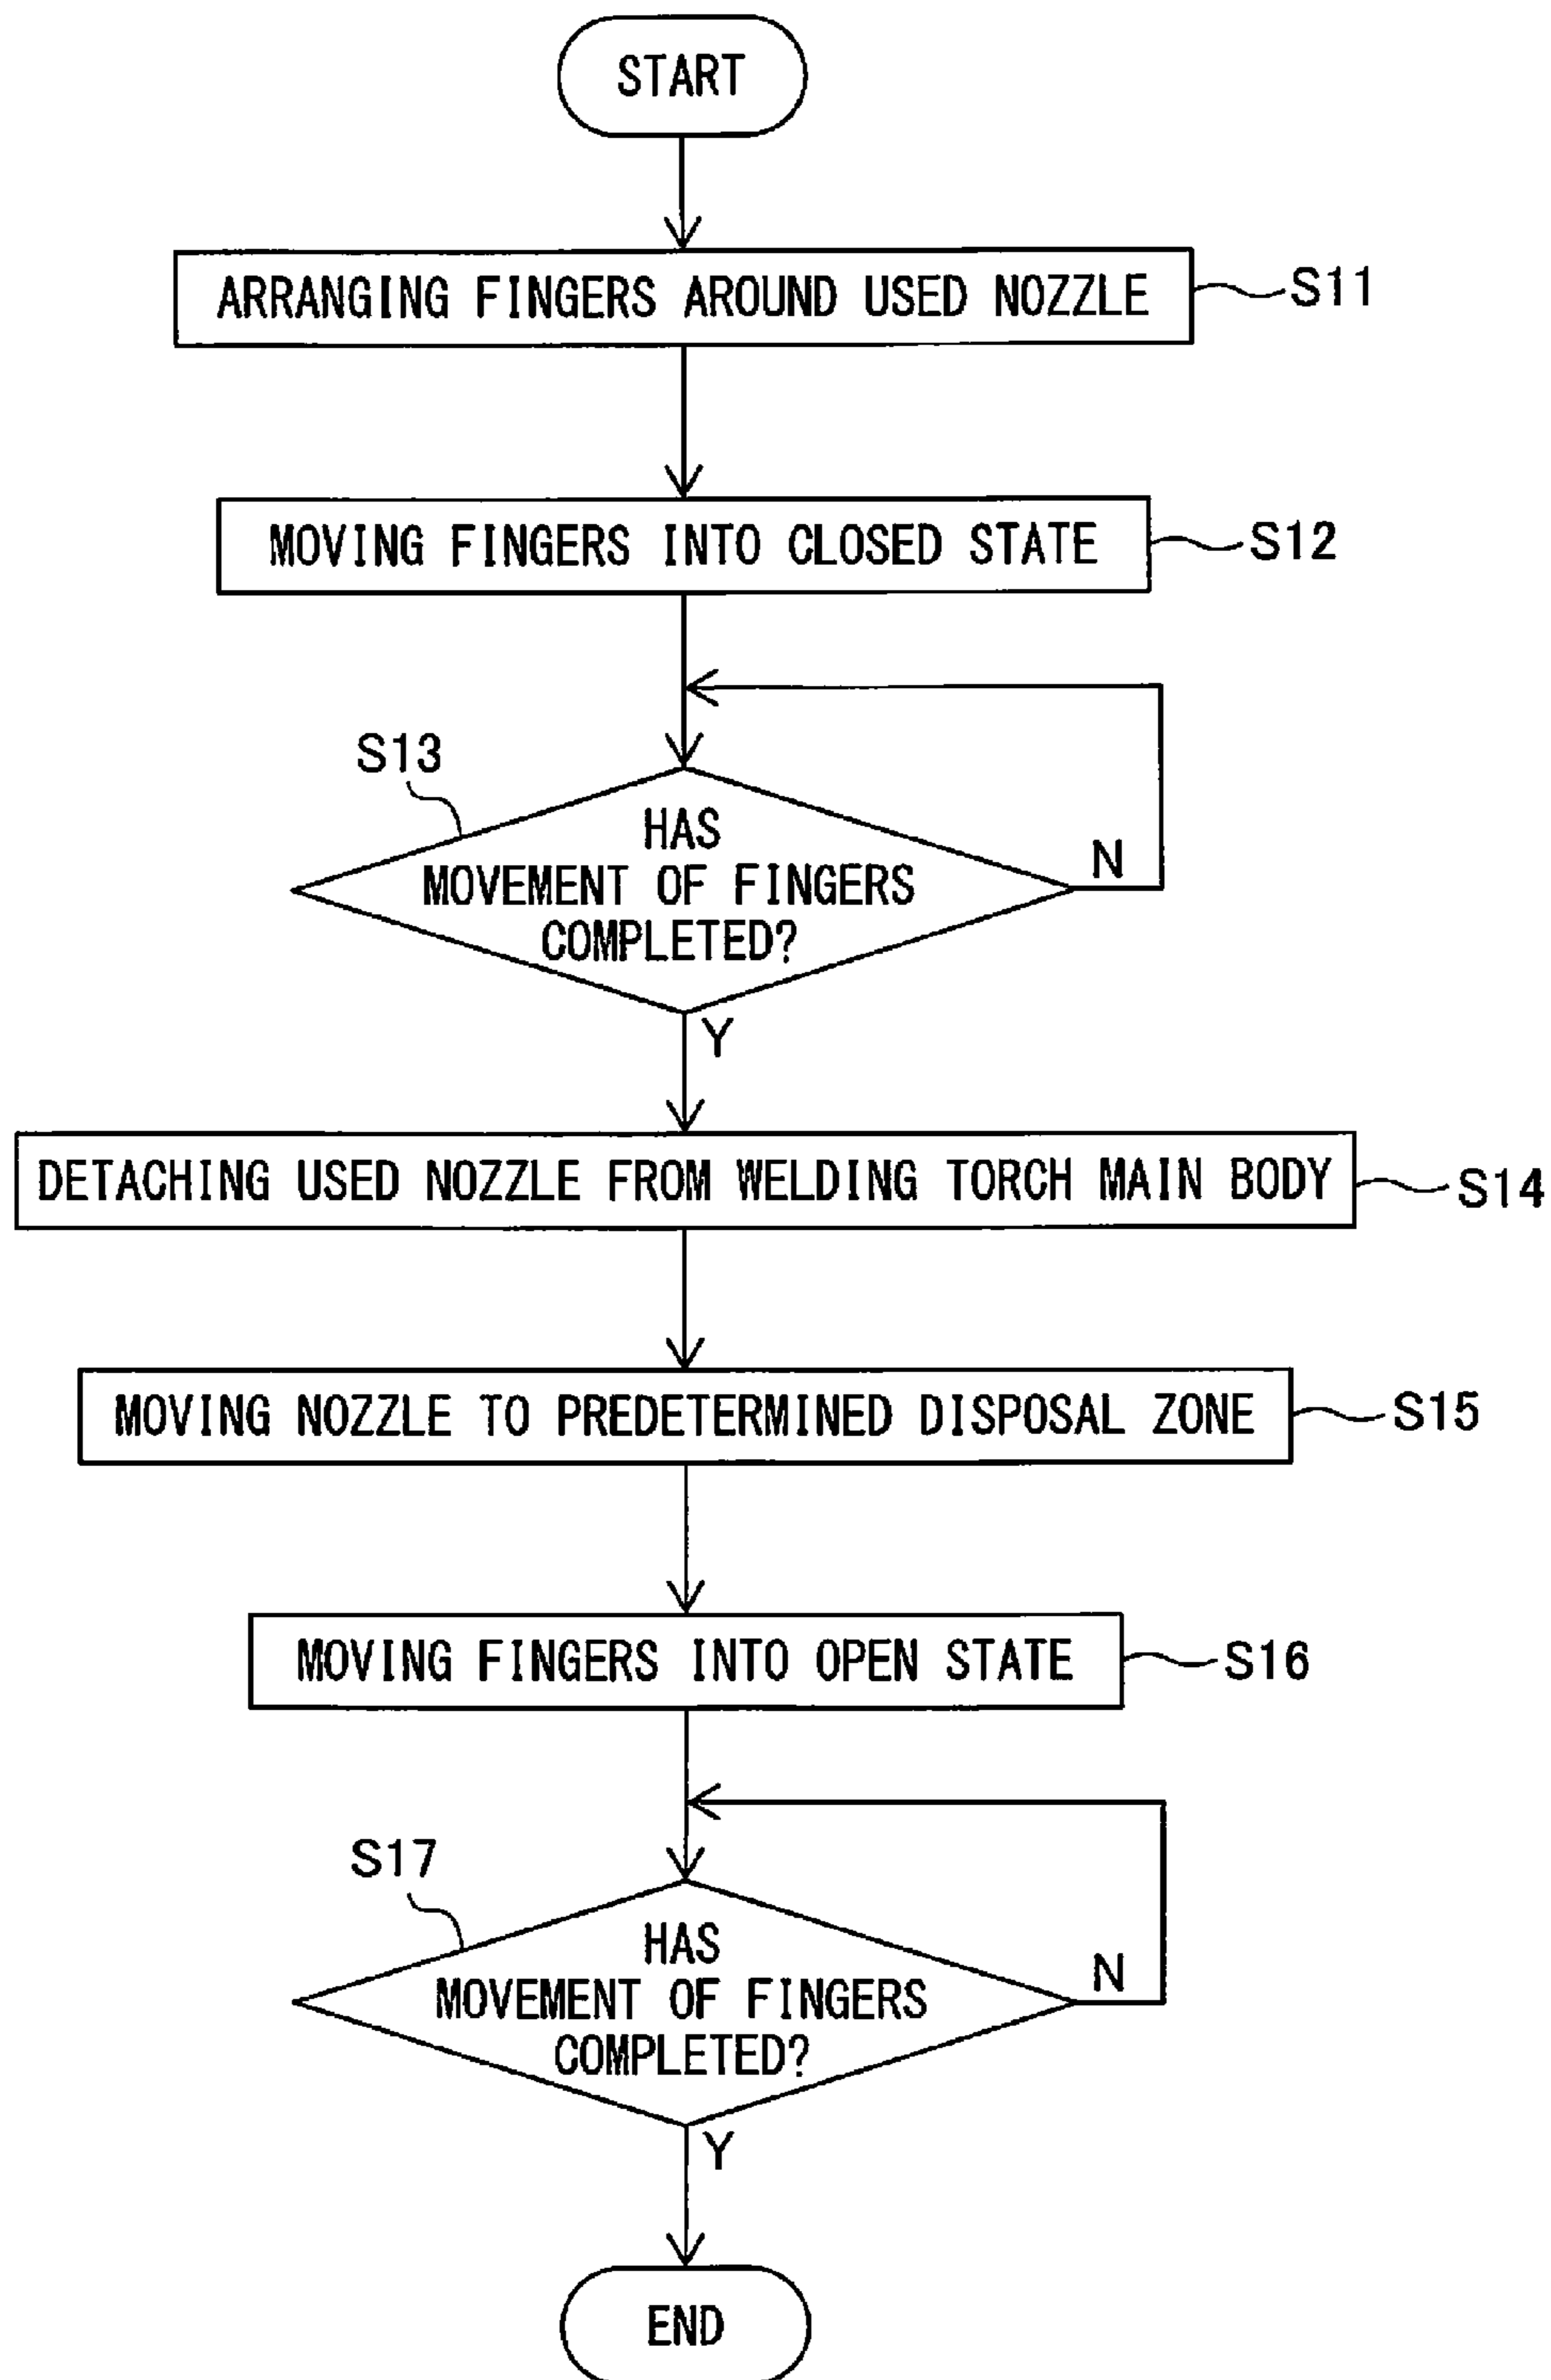 START
ARRANGING FINGERS AROUND USED NOZZLE
S11
MOVING FINGERS INTO CLOSED STATE
S12
S13
HAS
MOVEMENT OF FINGERS
COMPLETED?
N
Y
DETACHING USED NOZZLE FROM WELDING TORCH MAIN BODY
S14
MOVING NOZZLE TO PREDETERMINED DISPOSAL ZONE
S15
MOVING FINGERS INTO OPEN STATE
S16
S17
HAS
MOVEMENT OF FINGERS
COMPLETED?
N
Y
END